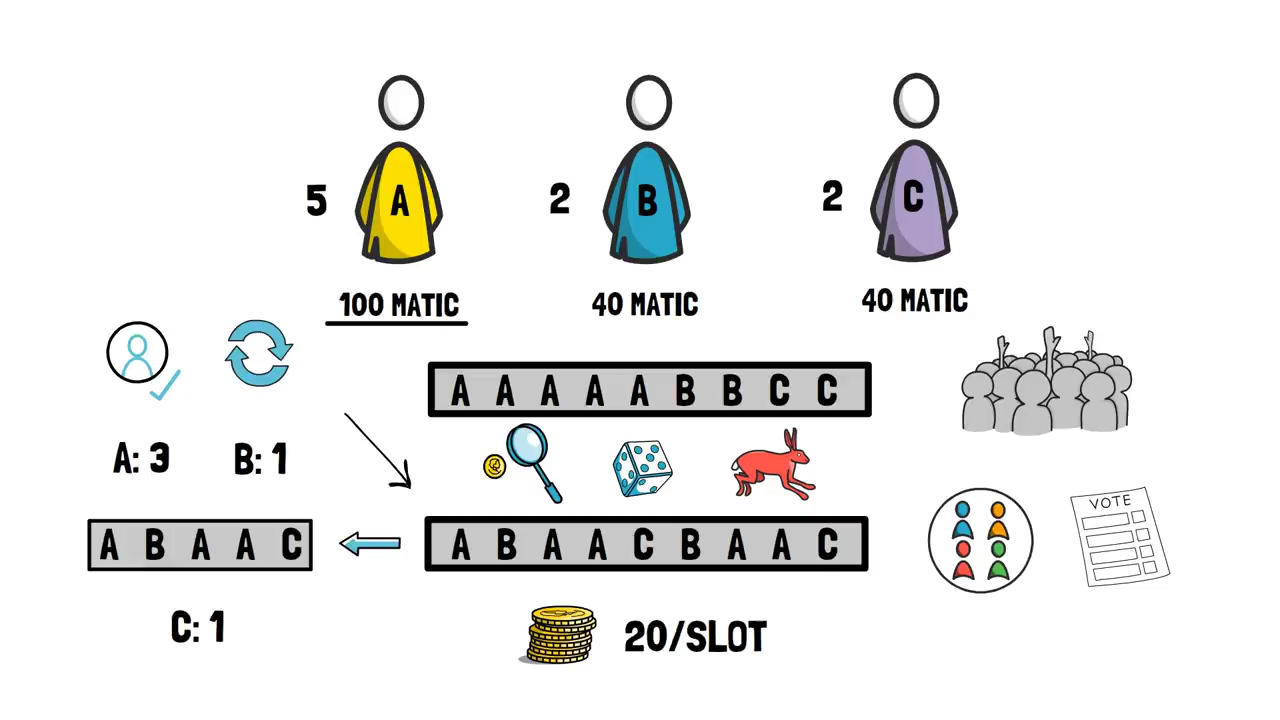 5 A 2 B 2 C
100 MATIC 40 MATIC 40 MATIC
A A A A A B B C C
A: 3 B: 1
VOTE
A B A A C
A B A A C B A A C
C: 1
20/SLOT